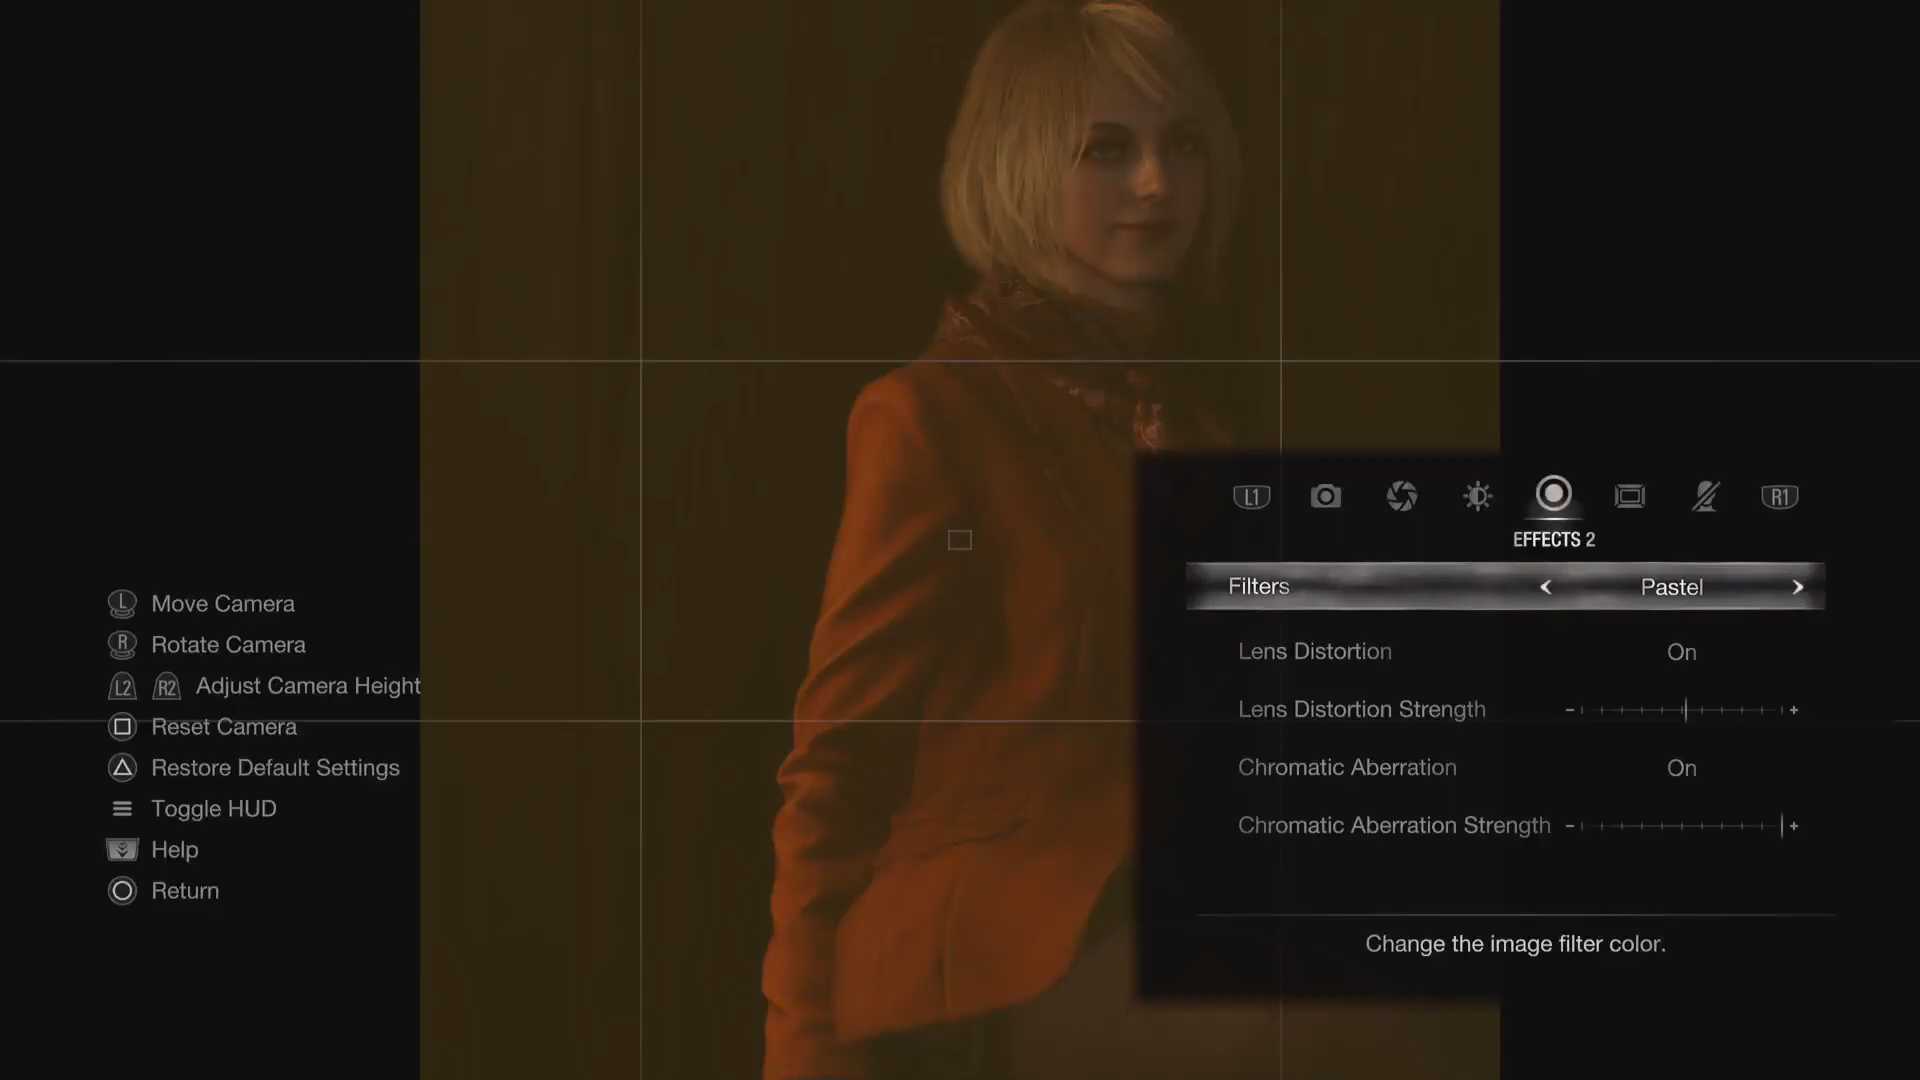 L1
R1
EFFECTS 2
Filters < Pastel >
Lens Distortion On
Lens Distortion Strength - +
Chromatic Aberration On
Chromatic Aberration Strength - +
Change the image filter color.
L Move Camera
R Rotate Camera
L2 R2 Adjust Camera Height
Reset Camera
Restore Default Settings
Toggle HUD
Help
Return